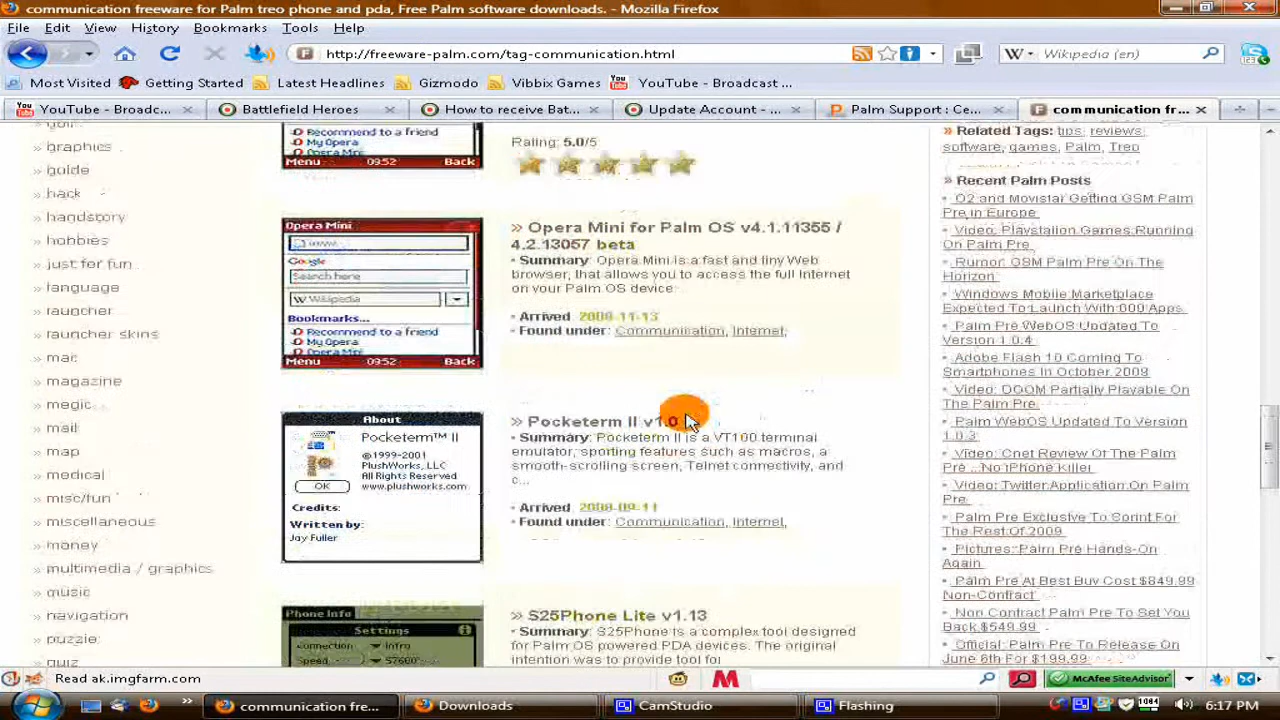 communication freeware for Palm treo phone and pda, Free Palm software downloads. - Mozilla Firefox
File Edit View History Bookmarks Tools Help
http://freeware-palm.com/tag-communication.html
Wikipedia (en)
Most Visited Getting Started Latest Headlines Gizmodo Vibbix Games YouTube - Broadcast ...
YouTube - Broadc... Battlefield Heroes How to receive Bat... Update Account - ... Palm Support : Ce... communication fr...
» graphics
» guide
» hack
» handstory
» hobbies
» just for fun
» language
» launcher
» launcher skins
» mac
» magazine
» magic
» mail
» map
» medical
» misc/fun
» miscellaneous
» money
» multimedia / graphics
» music
» navigation
» puzzle
» quiz
Recommend to a friend
My Opera
Opera Mini
Menu 09:52 Back
Rating: 5.0/5
Opera Mini
www.
Google
Search here
Wikipedia
Bookmarks...
Recommend to a friend
My Opera
Opera Mini
Menu 09:52 Back
» Opera Mini for Palm OS v4.1.11355 /
4.2.13057 beta
• Summary: Opera Mini is a fast and tiny Web
browser, that allows you to access the full Internet
on your Palm OS device.
• Arrived 2008-11-13
• Found under: Communication, Internet,
About
Pocketerm™ II
©1999-2001
PlushWorks, LLC
All Rights Reserved
www.plushworks.com
OK
Credits:
Written by:
Jay Fuller
» Pocketerm II v1.0
• Summary: Pocketerm II is a VT100 terminal
emulator, sporting features such as macros, a
smooth-scrolling screen, Telnet connectivity, and
c...
• Arrived 2008-09-11
• Found under: Communication, Internet,
Phone Info
Settings
Connection Infra
Speed 57600
» S25Phone Lite v1.13
• Summary: S25Phone is a complex tool designed
for Palm OS powered PDA devices. The original
intention was to provide tool for
» Related Tags: tips, reviews,
software, games, Palm, Treo
» Recent Palm Posts
• O2 and Movistar Getting GSM Palm
Pre in Europe
• Video: Playstation Games Running
On Palm Pre
• Rumor: GSM Palm Pre On The
Horizon
• Windows Mobile Marketplace
Expected To Launch With 600 Apps
• Palm Pre WebOS Updated To
Version 1.0.4
• Adobe Flash 10 Coming To
Smartphones In October 2009
• Video: DOOM Partially Playable On
The Palm Pre
• Palm WebOS Updated To Version
1.0.3
• Video: Cnet Review Of The Palm
Pre ...No iPhone Killer
• Video: Twitter Application On Palm
Pre
• Palm Pre Exclusive To Sprint For
The Rest Of 2009
• Pictures: Palm Pre Hands-On
Again
• Palm Pre At Best Buy Cost $849.99
Non-Contract
• Non Contract Palm Pre To Set You
Back $549.99
• Official: Palm Pre To Release On
June 6th For $199.99
Read ak.imgfarm.com
McAfee SiteAdvisor
communication fre... Downloads CamStudio Flashing 1084 6:17 PM